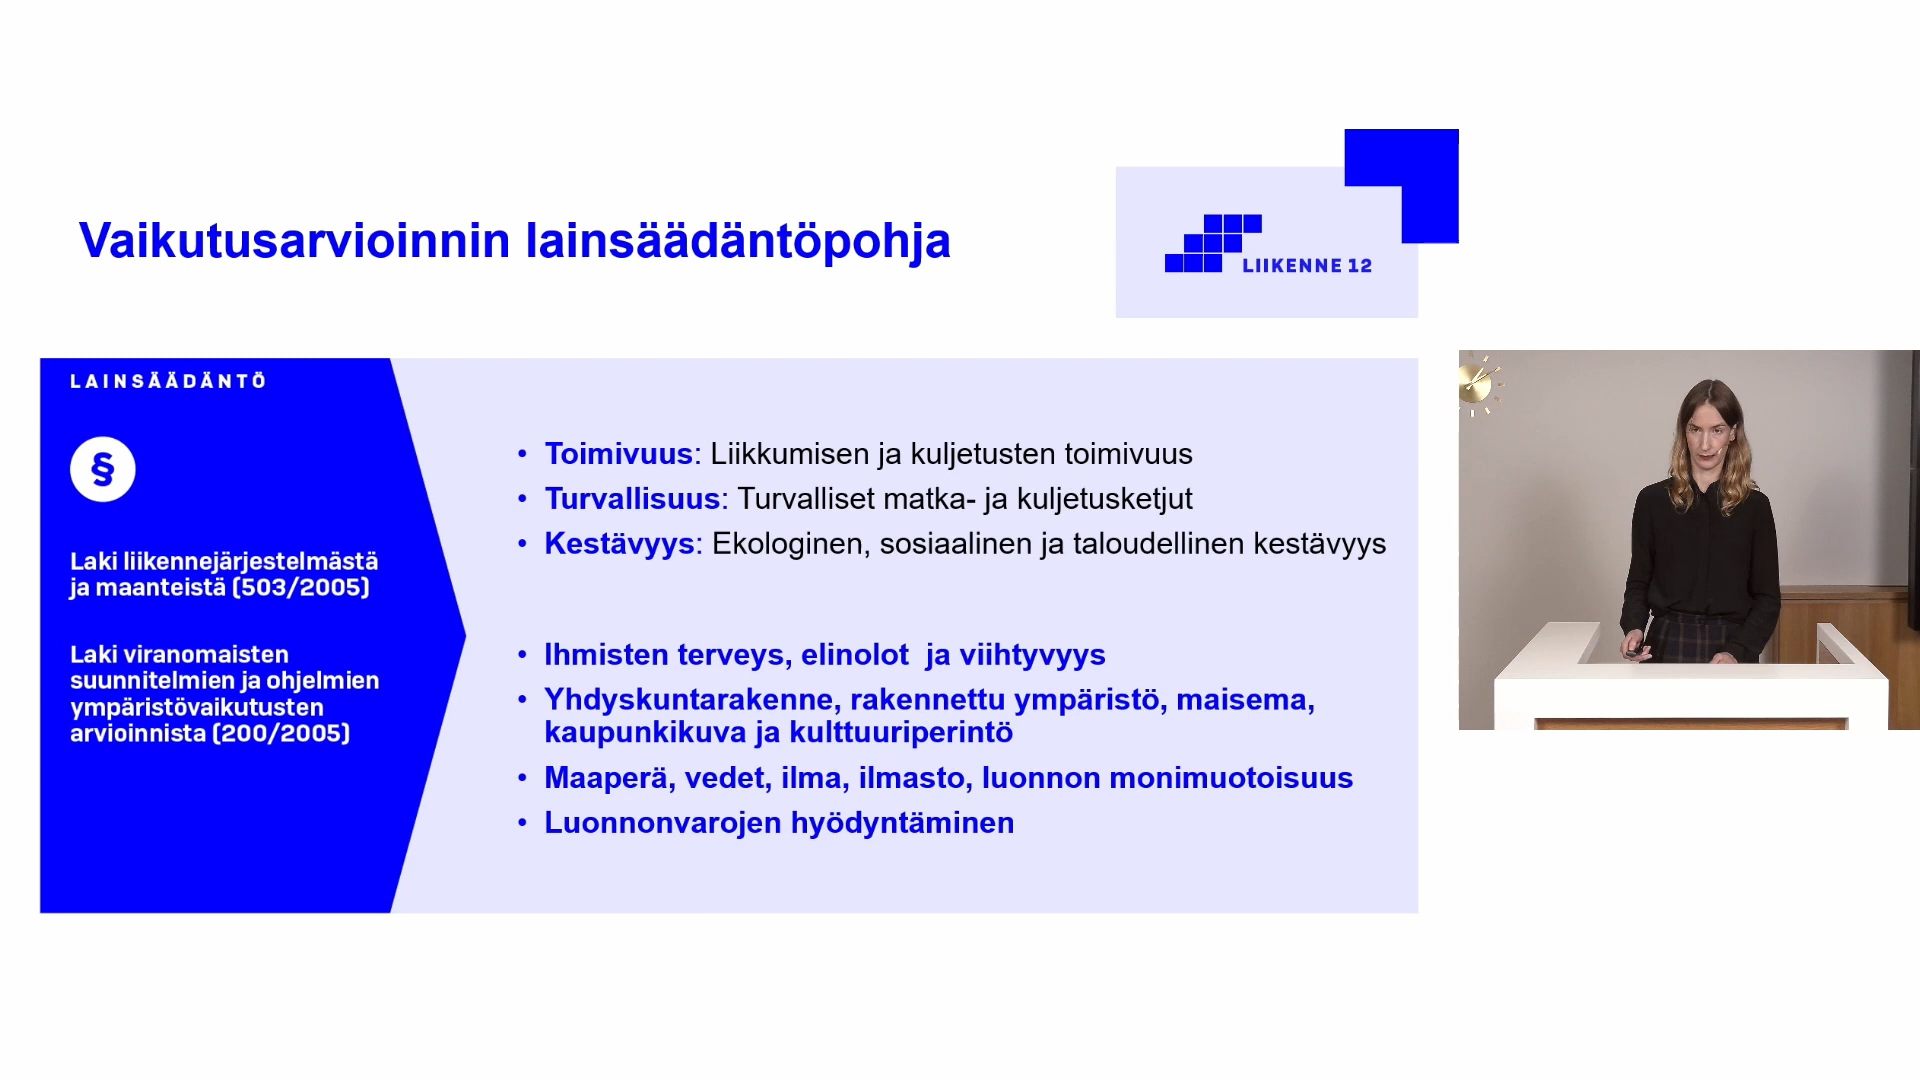 Vaikutusarvioinnin lainsäädäntöpohja
LIIKENNE 12
LAINSÄÄDÄNTÖ
§
Laki liikennejärjestelmästä
ja maanteistä (503/2005)
Laki viranomaisten
suunnitelmien ja ohjelmien
ympäristövaikutusten
arvioinnista (200/2005)
• Toimivuus: Liikkumisen ja kuljetusten toimivuus
• Turvallisuus: Turvalliset matka- ja kuljetusketjut
• Kestävyys: Ekologinen, sosiaalinen ja taloudellinen kestävyys
• Ihmisten terveys, elinolot  ja viihtyvyys
• Yhdyskuntarakenne, rakennettu ympäristö, maisema,
kaupunkikuva ja kulttuuriperintö
• Maaperä, vedet, ilma, ilmasto, luonnon monimuotoisuus
• Luonnonvarojen hyödyntäminen